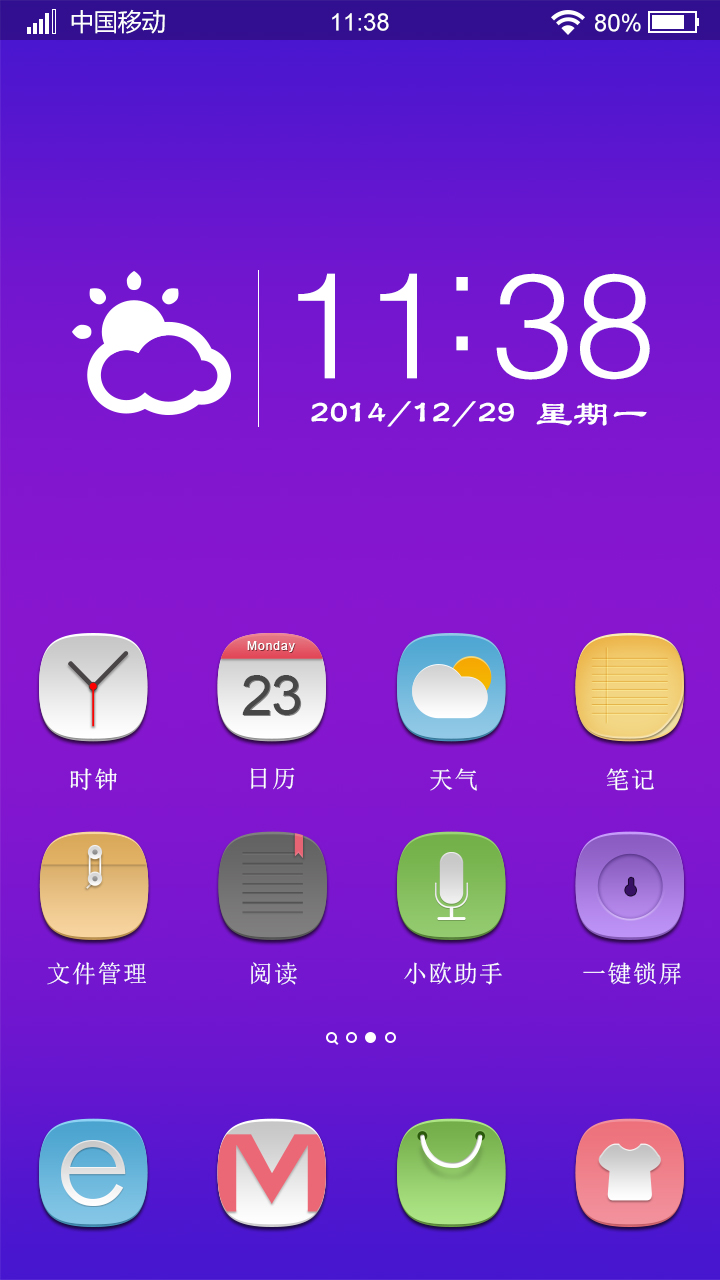 中国移动 11:38 80%
11:38
2014/12/29 星期一
Monday
23
时钟 日历 天气 笔记
文件管理 阅读 小欧助手 一键锁屏